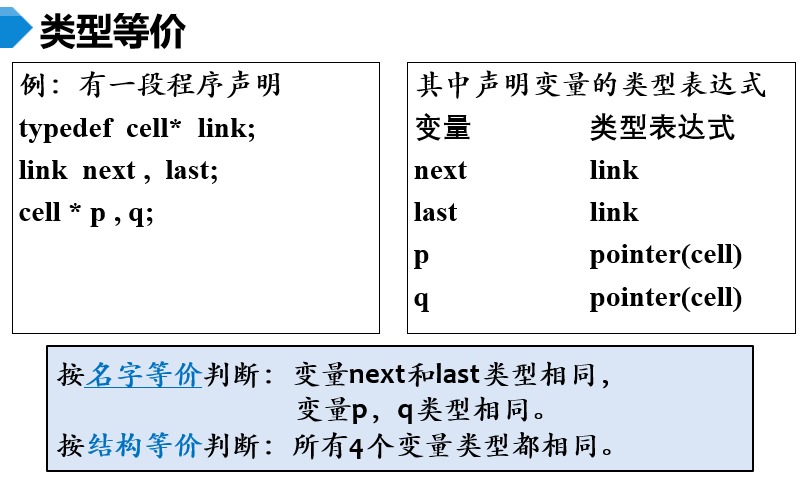 类型等价
例：有一段程序声明
typedef cell* link;
link next , last;
cell * p , q;
其中声明变量的类型表达式
变量 类型表达式
next link
last link
p pointer(cell)
q pointer(cell)
按名字等价判断：变量next和last类型相同，
变量p，q类型相同。
按结构等价判断：所有4个变量类型都相同。